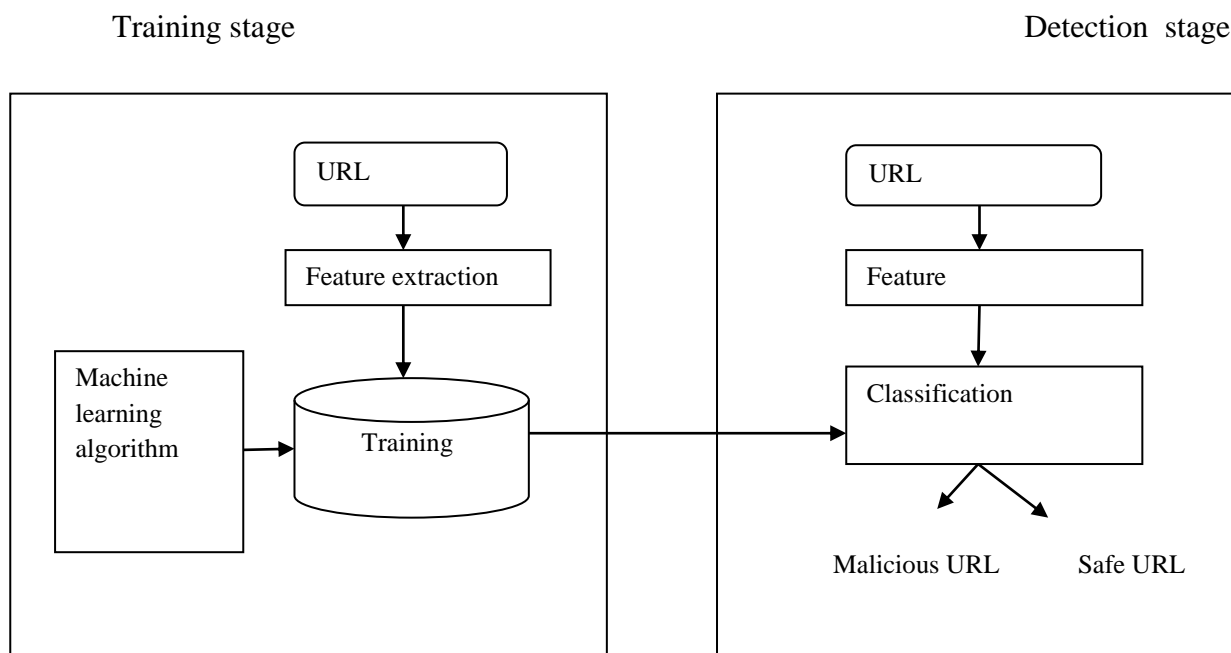 Training stage
Detection stage
URL
Feature extraction
Machine
learning
algorithm
Training
URL
Feature
Classification
Malicious URL
Safe URL